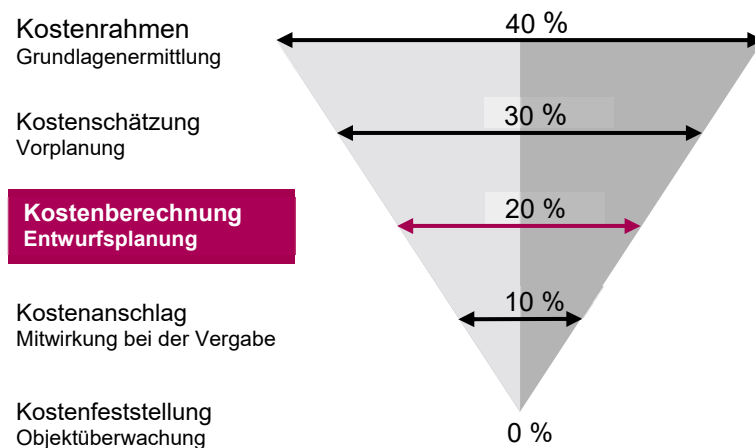 Kostenrahmen
Grundlagenermittlung
40 %
Kostenschätzung
Vorplanung
30 %
Kostenberechnung
Entwurfsplanung
20 %
Kostenanschlag
Mitwirkung bei der Vergabe
10 %
Kostenfeststellung
Objektüberwachung
0 %